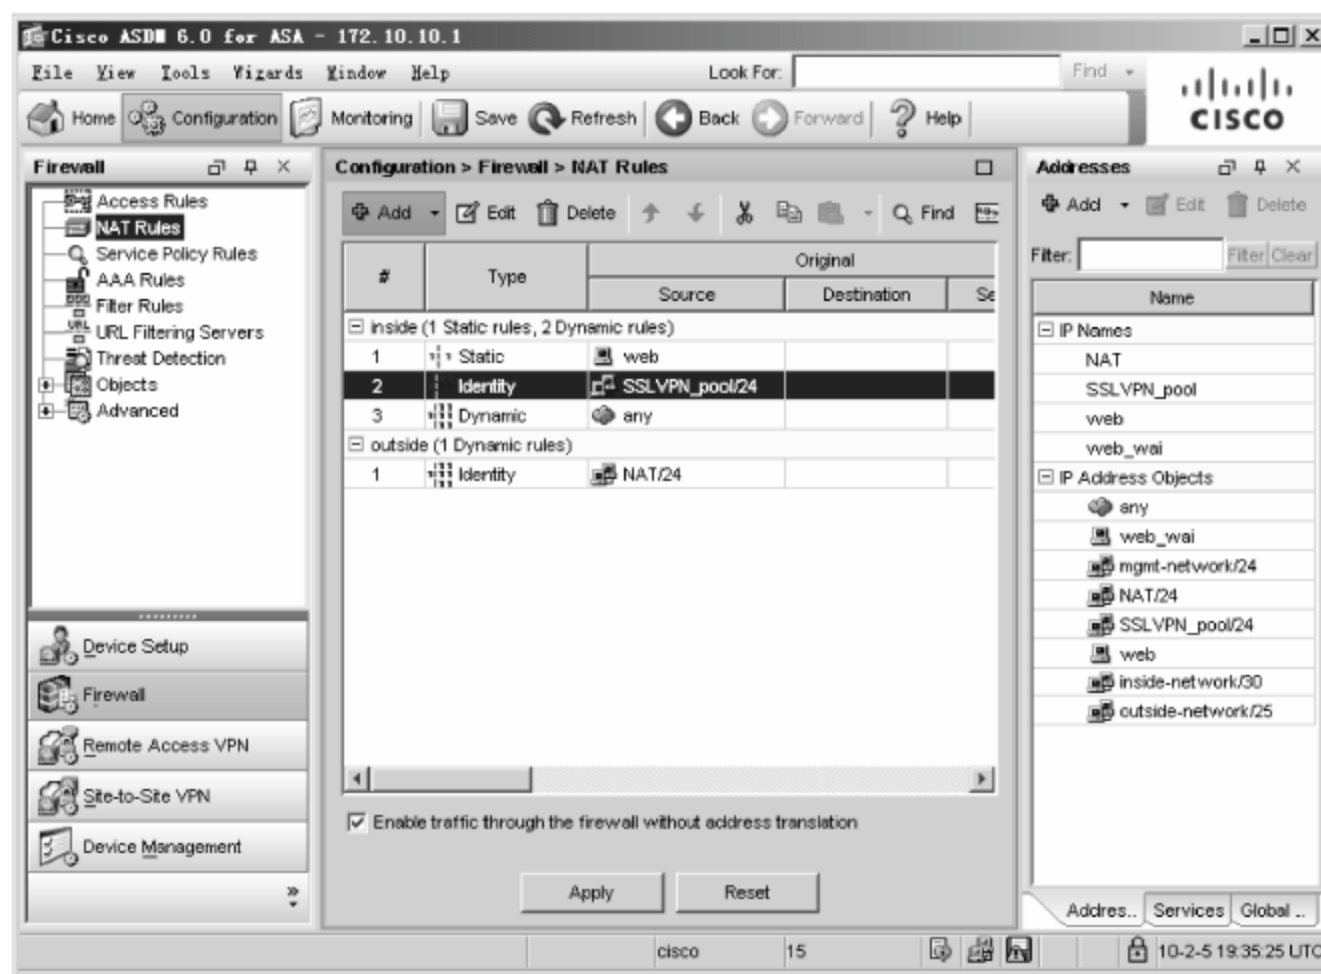 Cisco ASDM 6.0 for ASA - 172.10.10.1
File View Tools Wizards Window Help Look For: Find
Home Configuration Monitoring Save Refresh Back Forward Help
CISCO
Firewall
Access Rules
NAT Rules
Service Policy Rules
AAA Rules
Filter Rules
URL Filtering Servers
Threat Detection
Objects
Advanced
Device Setup
Firewall
Remote Access VPN
Site-to-Site VPN
Device Management
Configuration > Firewall > NAT Rules
Add Edit Delete Find
# Type Original
Source Destination Se
inside (1 Static rules, 2 Dynamic rules)
1 Static web
2 Identity SSLVPN_pool/24
3 Dynamic any
outside (1 Dynamic rules)
1 Identity NAT/24
Enable traffic through the firewall without address translation
Apply Reset
Addresses
Add Edit Delete
Filter: Filter Clear
Name
IP Names
NAT
SSLVPN_pool
web
web_wai
IP Address Objects
any
web_wai
mgmt-network/24
NAT/24
SSLVPN_pool/24
web
inside-network/30
outside-network/25
Addres.. Services Global ..
cisco 15 10-2-5 19:35:25 UTC